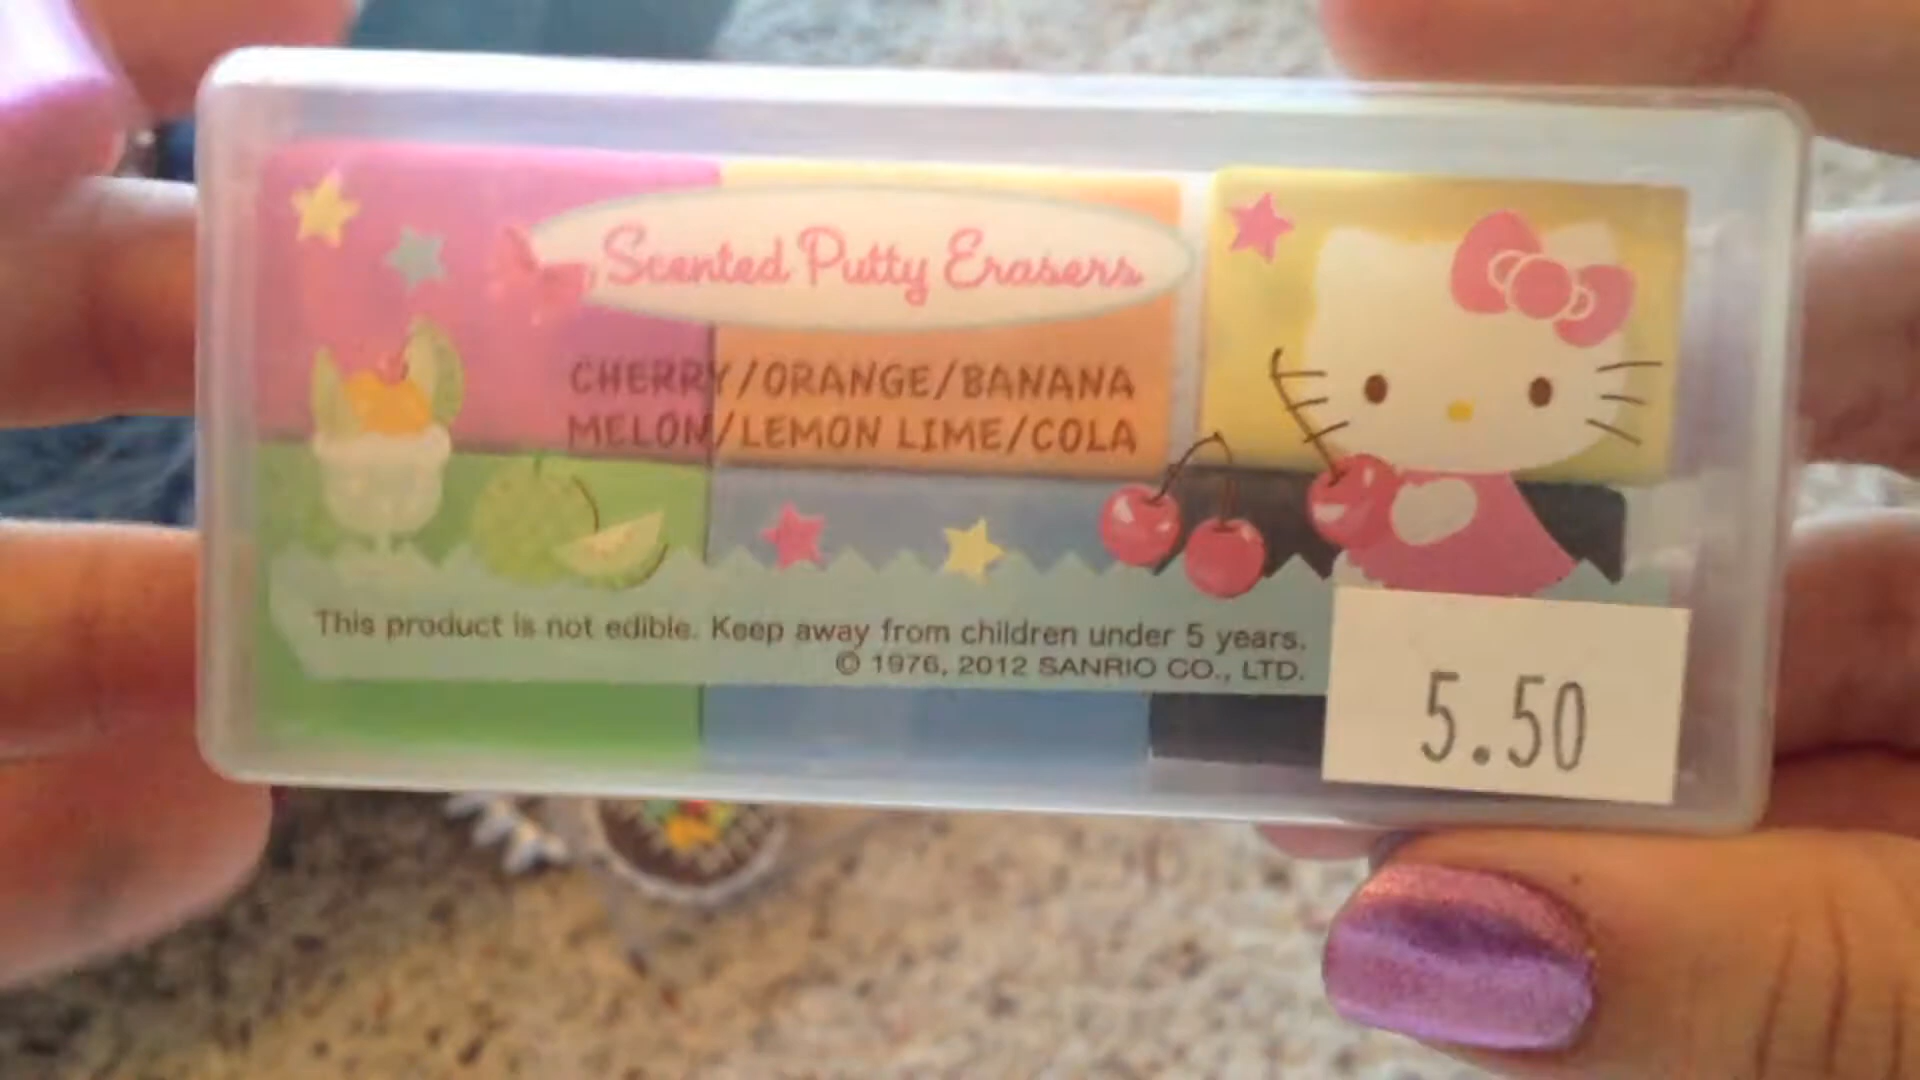 Scented Putty Erasers
CHERRY/ORANGE/BANANA
MELON/LEMON LIME/COLA
This product is not edible. Keep away from children under 5 years.
© 1976, 2012 SANRIO CO., LTD.
5.50